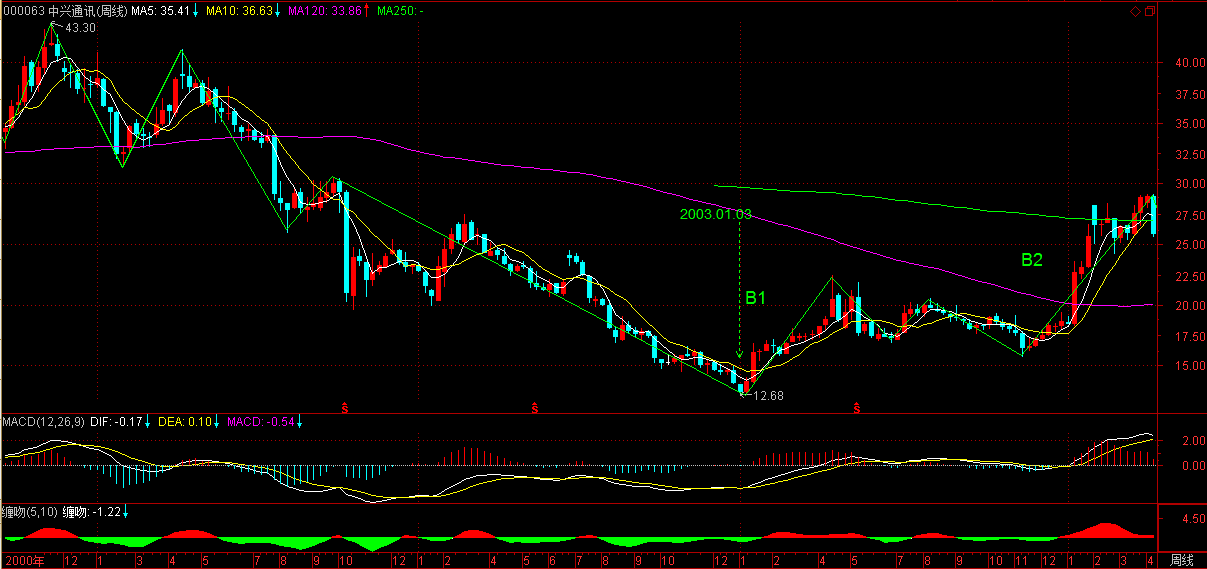 000063 中兴通讯(周线) MA5: 35.41↓ MA10: 36.63↓ MA120: 33.86↑ MA250: -
43.30
40.00
37.50
35.00
32.50
30.00
27.50
25.00
22.50
20.00
17.50
15.00
2003.01.03
B1
B2
12.68
S S S
MACD(12,26,9) DIF: -0.17↓ DEA: 0.10↓ MACD: -0.54↓
2.00
0.00
缠吻(5,10) 缠吻: -1.22↓
4.50
2000年 12 1 3 4 5 7 8 9 10 12 1 2 4 5 6 7 8 9 10 12 1 2 4 5 7 8 9 10 11 12 1 2 3 4 周线